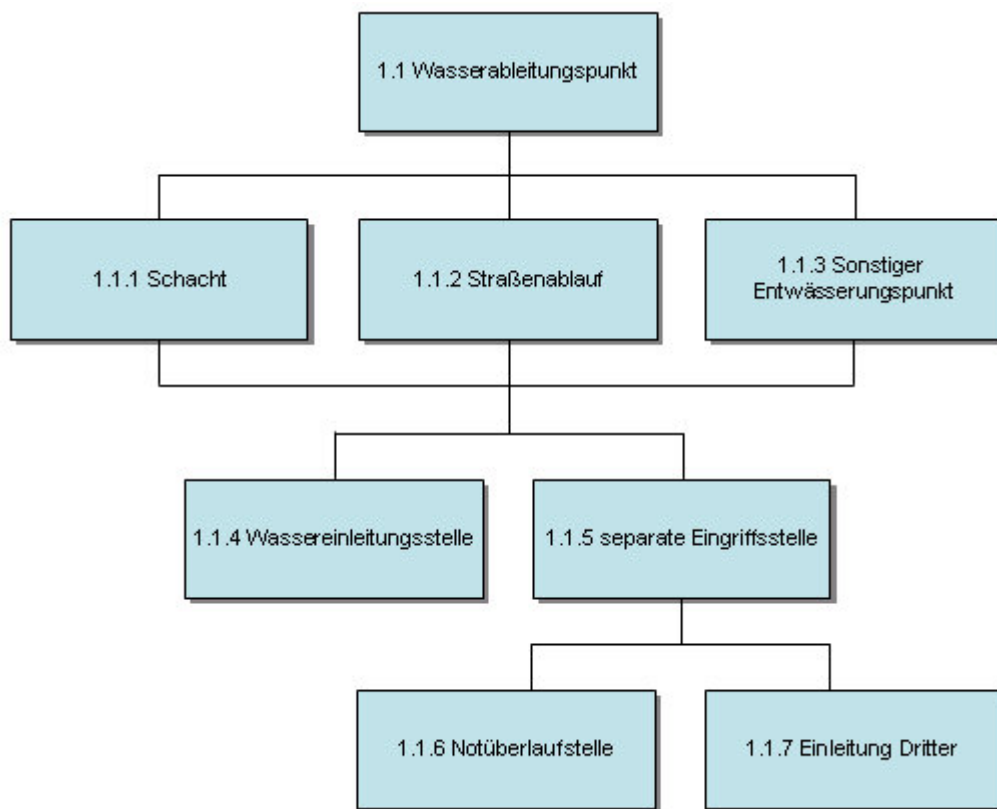 1.1 Wasserableitungspunkt
1.1.1 Schacht
1.1.2 Straßenablauf
1.1.3 Sonstiger
Entwässerungspunkt
1.1.4 Wassereinleitungsstelle
1.1.5 separate Eingriffsstelle
1.1.6 Notüberlaufstelle
1.1.7 Einleitung Dritter